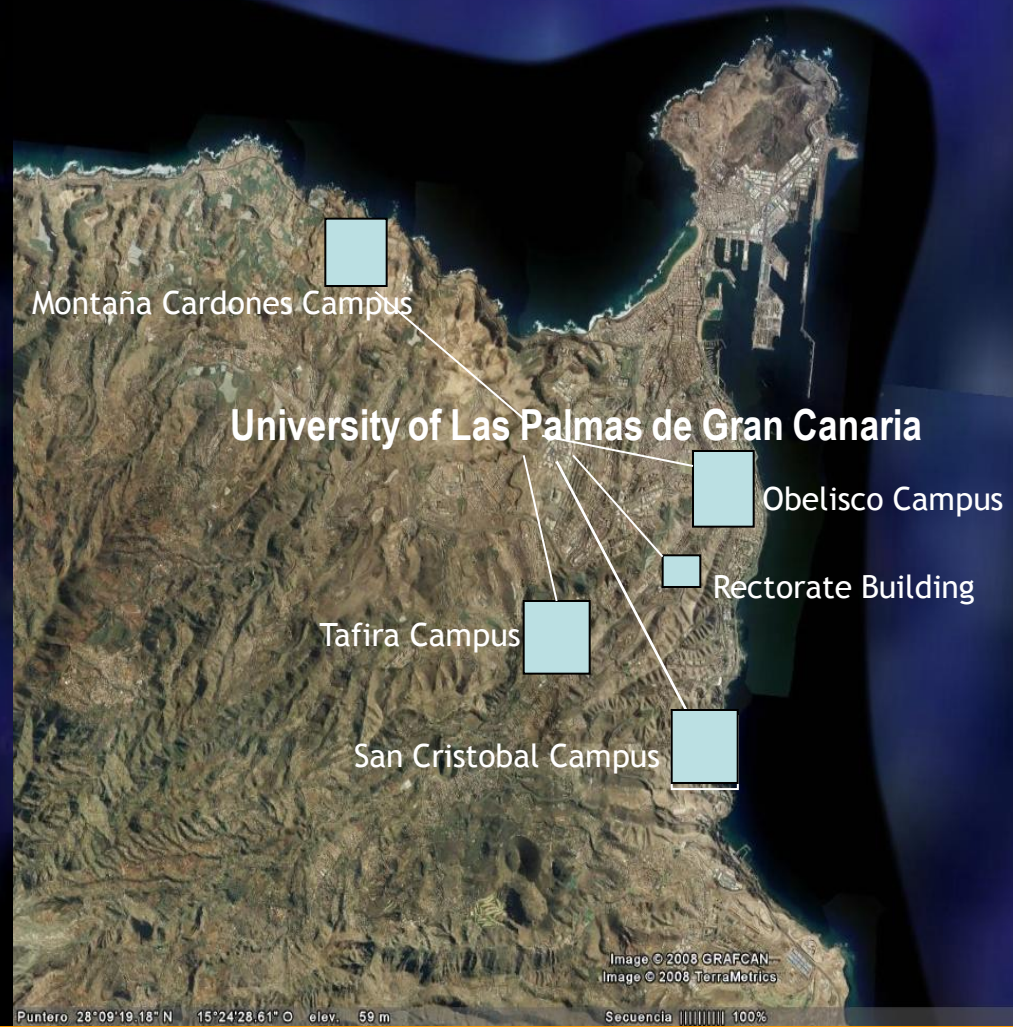 Montaña Cardones Campus
University of Las Palmas de Gran Canaria
Obelisco Campus
Rectorate Building
Tafira Campus
San Cristobal Campus
Image © 2008 GRAFCAN
Image © 2008 TerraMetrics
Puntero 28°09'19.18" N 15°24'28.61" O elev. 59 m Secuencia ||||||||| 100%